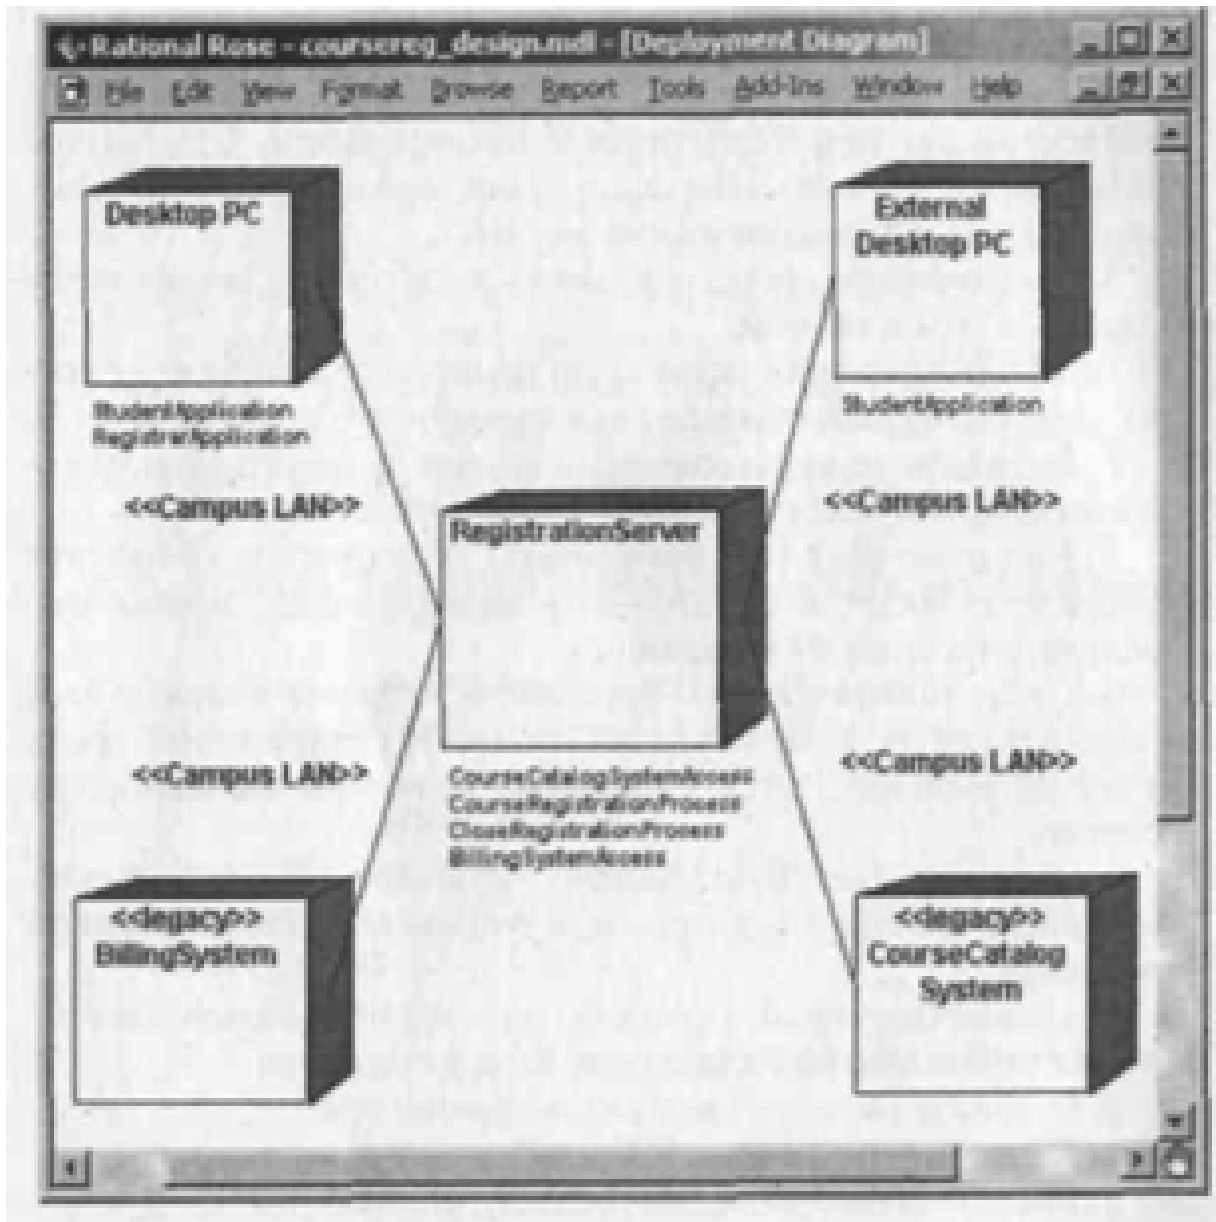 Rational Rose - coursereg_design.mdl - [Deployment Diagram]
File Edit View Format Browse Report Tools Add-Ins Window Help
Desktop PC
StudentApplication
RegistrarApplication
External
Desktop PC
StudentApplication
<<Campus LAN>>
<<Campus LAN>>
RegistrationServer
CourseCatalogSystemAccess
CourseRegistrationProcess
CloseRegistrationProcess
BillingSystemAccess
<<Campus LAN>>
<<Campus LAN>>
<<legacy>>
BillingSystem
<<legacy>>
CourseCatalog
System